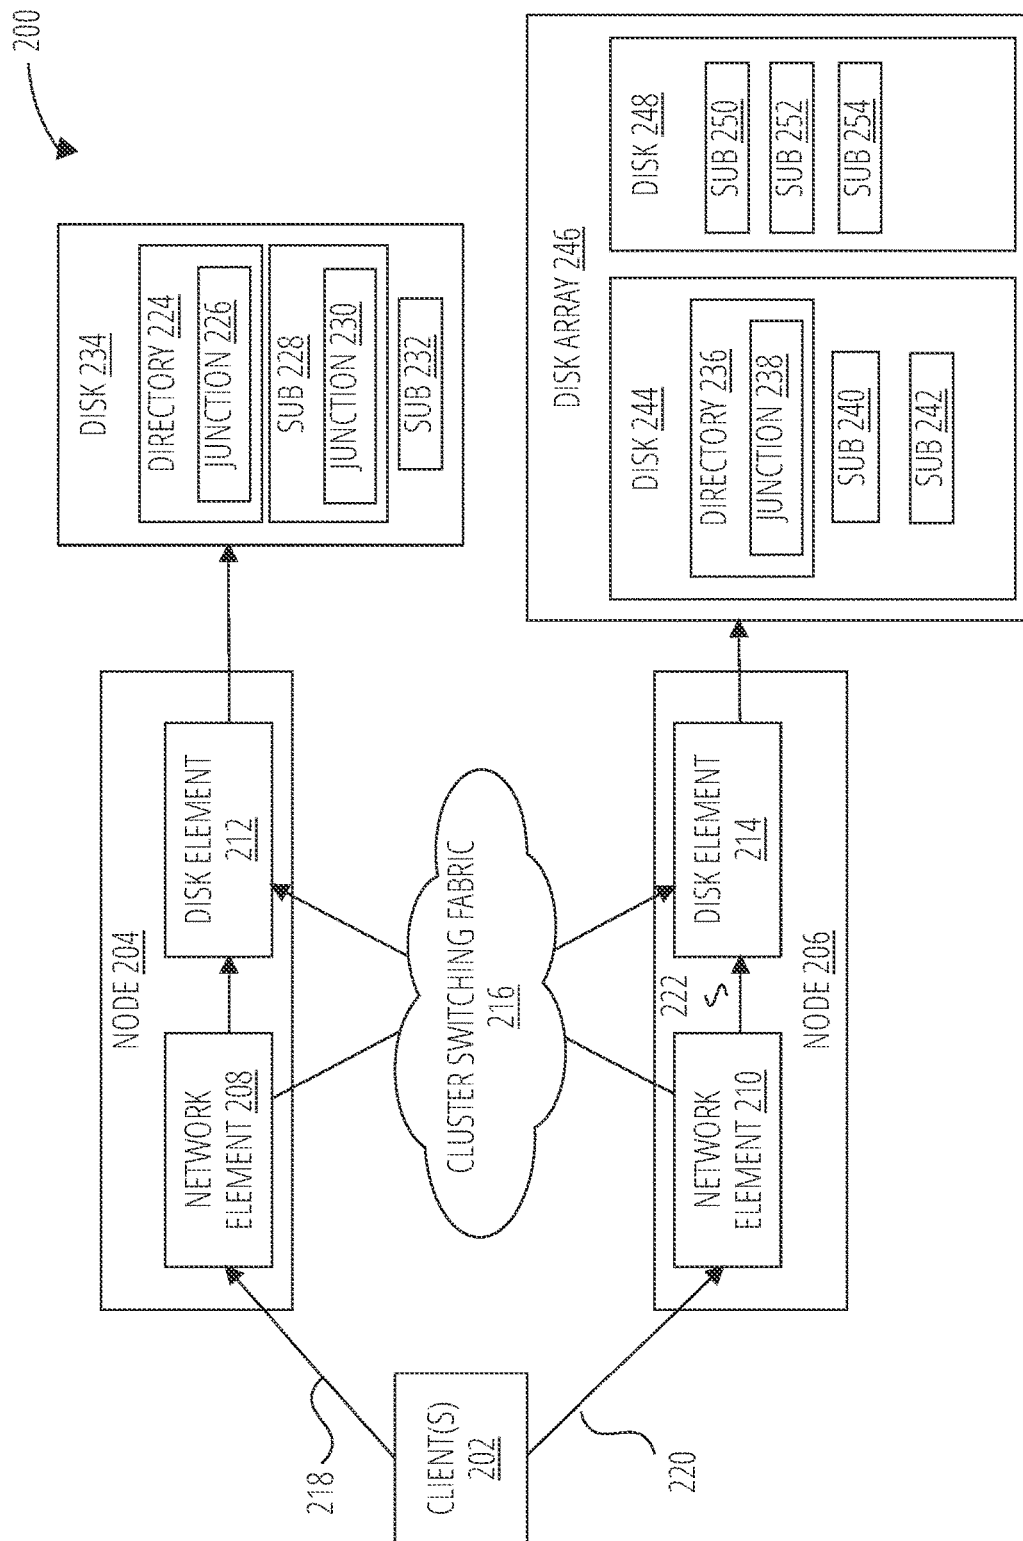 200
CLIENT(S)
202
218
220
NODE 204
NETWORK
ELEMENT 208
DISK ELEMENT
212
CLUSTER SWITCHING FABRIC
216
222
NETWORK
ELEMENT 210
DISK ELEMENT
214
NODE 206
DISK 234
DIRECTORY 224
JUNCTION 226
SUB 228
JUNCTION 230
SUB 232
DISK ARRAY 246
DISK 244
DIRECTORY 236
JUNCTION 238
SUB 240
SUB 242
DISK 248
SUB 250
SUB 252
SUB 254